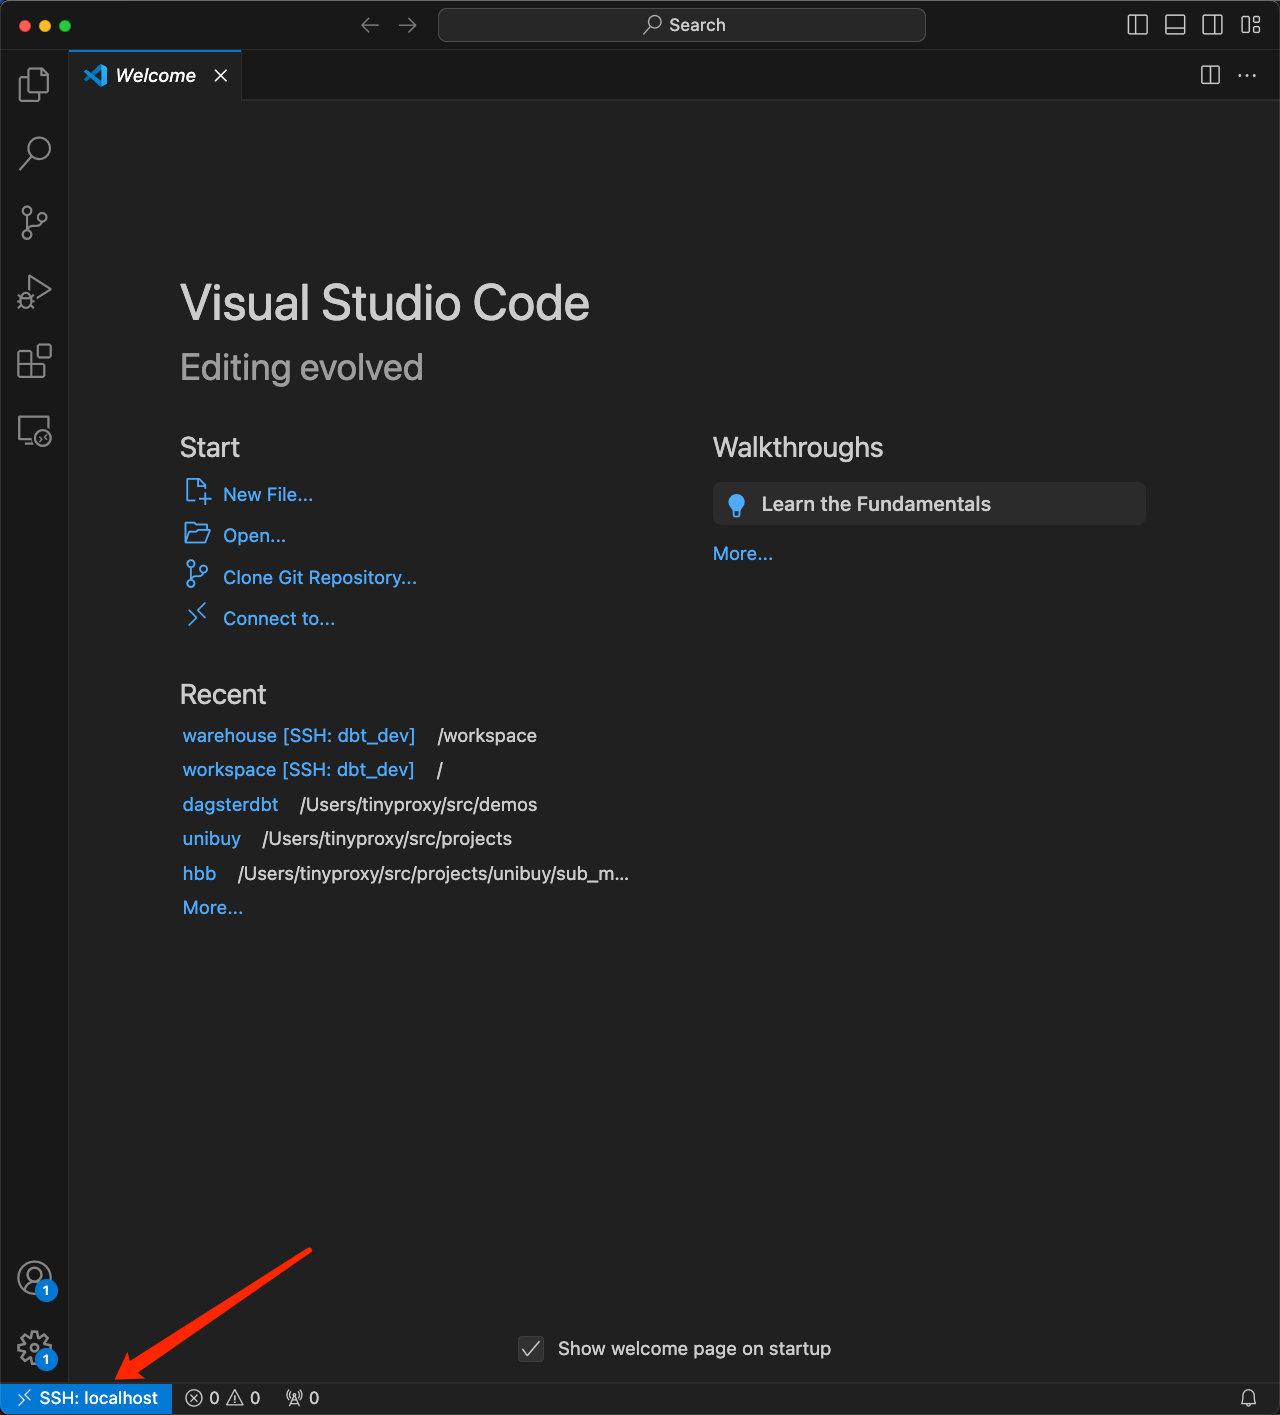 Search
Welcome
Visual Studio Code
Editing evolved
Start
New File...
Open...
Clone Git Repository...
Connect to...
Walkthroughs
Learn the Fundamentals
More...
Recent
warehouse [SSH: dbt_dev] /workspace
workspace [SSH: dbt_dev] /
dagsterdbt /Users/tinyproxy/src/demos
unibuy /Users/tinyproxy/src/projects
hbb /Users/tinyproxy/src/projects/unibuy/sub_m...
More...
1
1
Show welcome page on startup
SSH: localhost 0 0 0